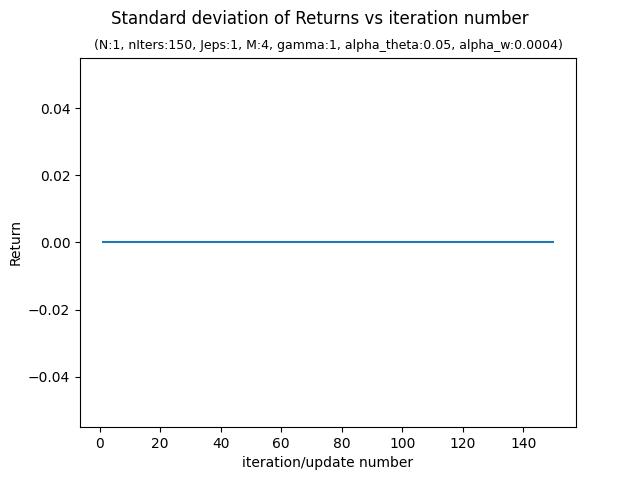 Standard deviation of Returns vs iteration number
(N:1, nIters:150, Jeps:1, M:4, gamma:1, alpha_theta:0.05, alpha_w:0.0004)
0.04
0.02
0.00
−0.02
−0.04
Return
0 20 40 60 80 100 120 140
iteration/update number